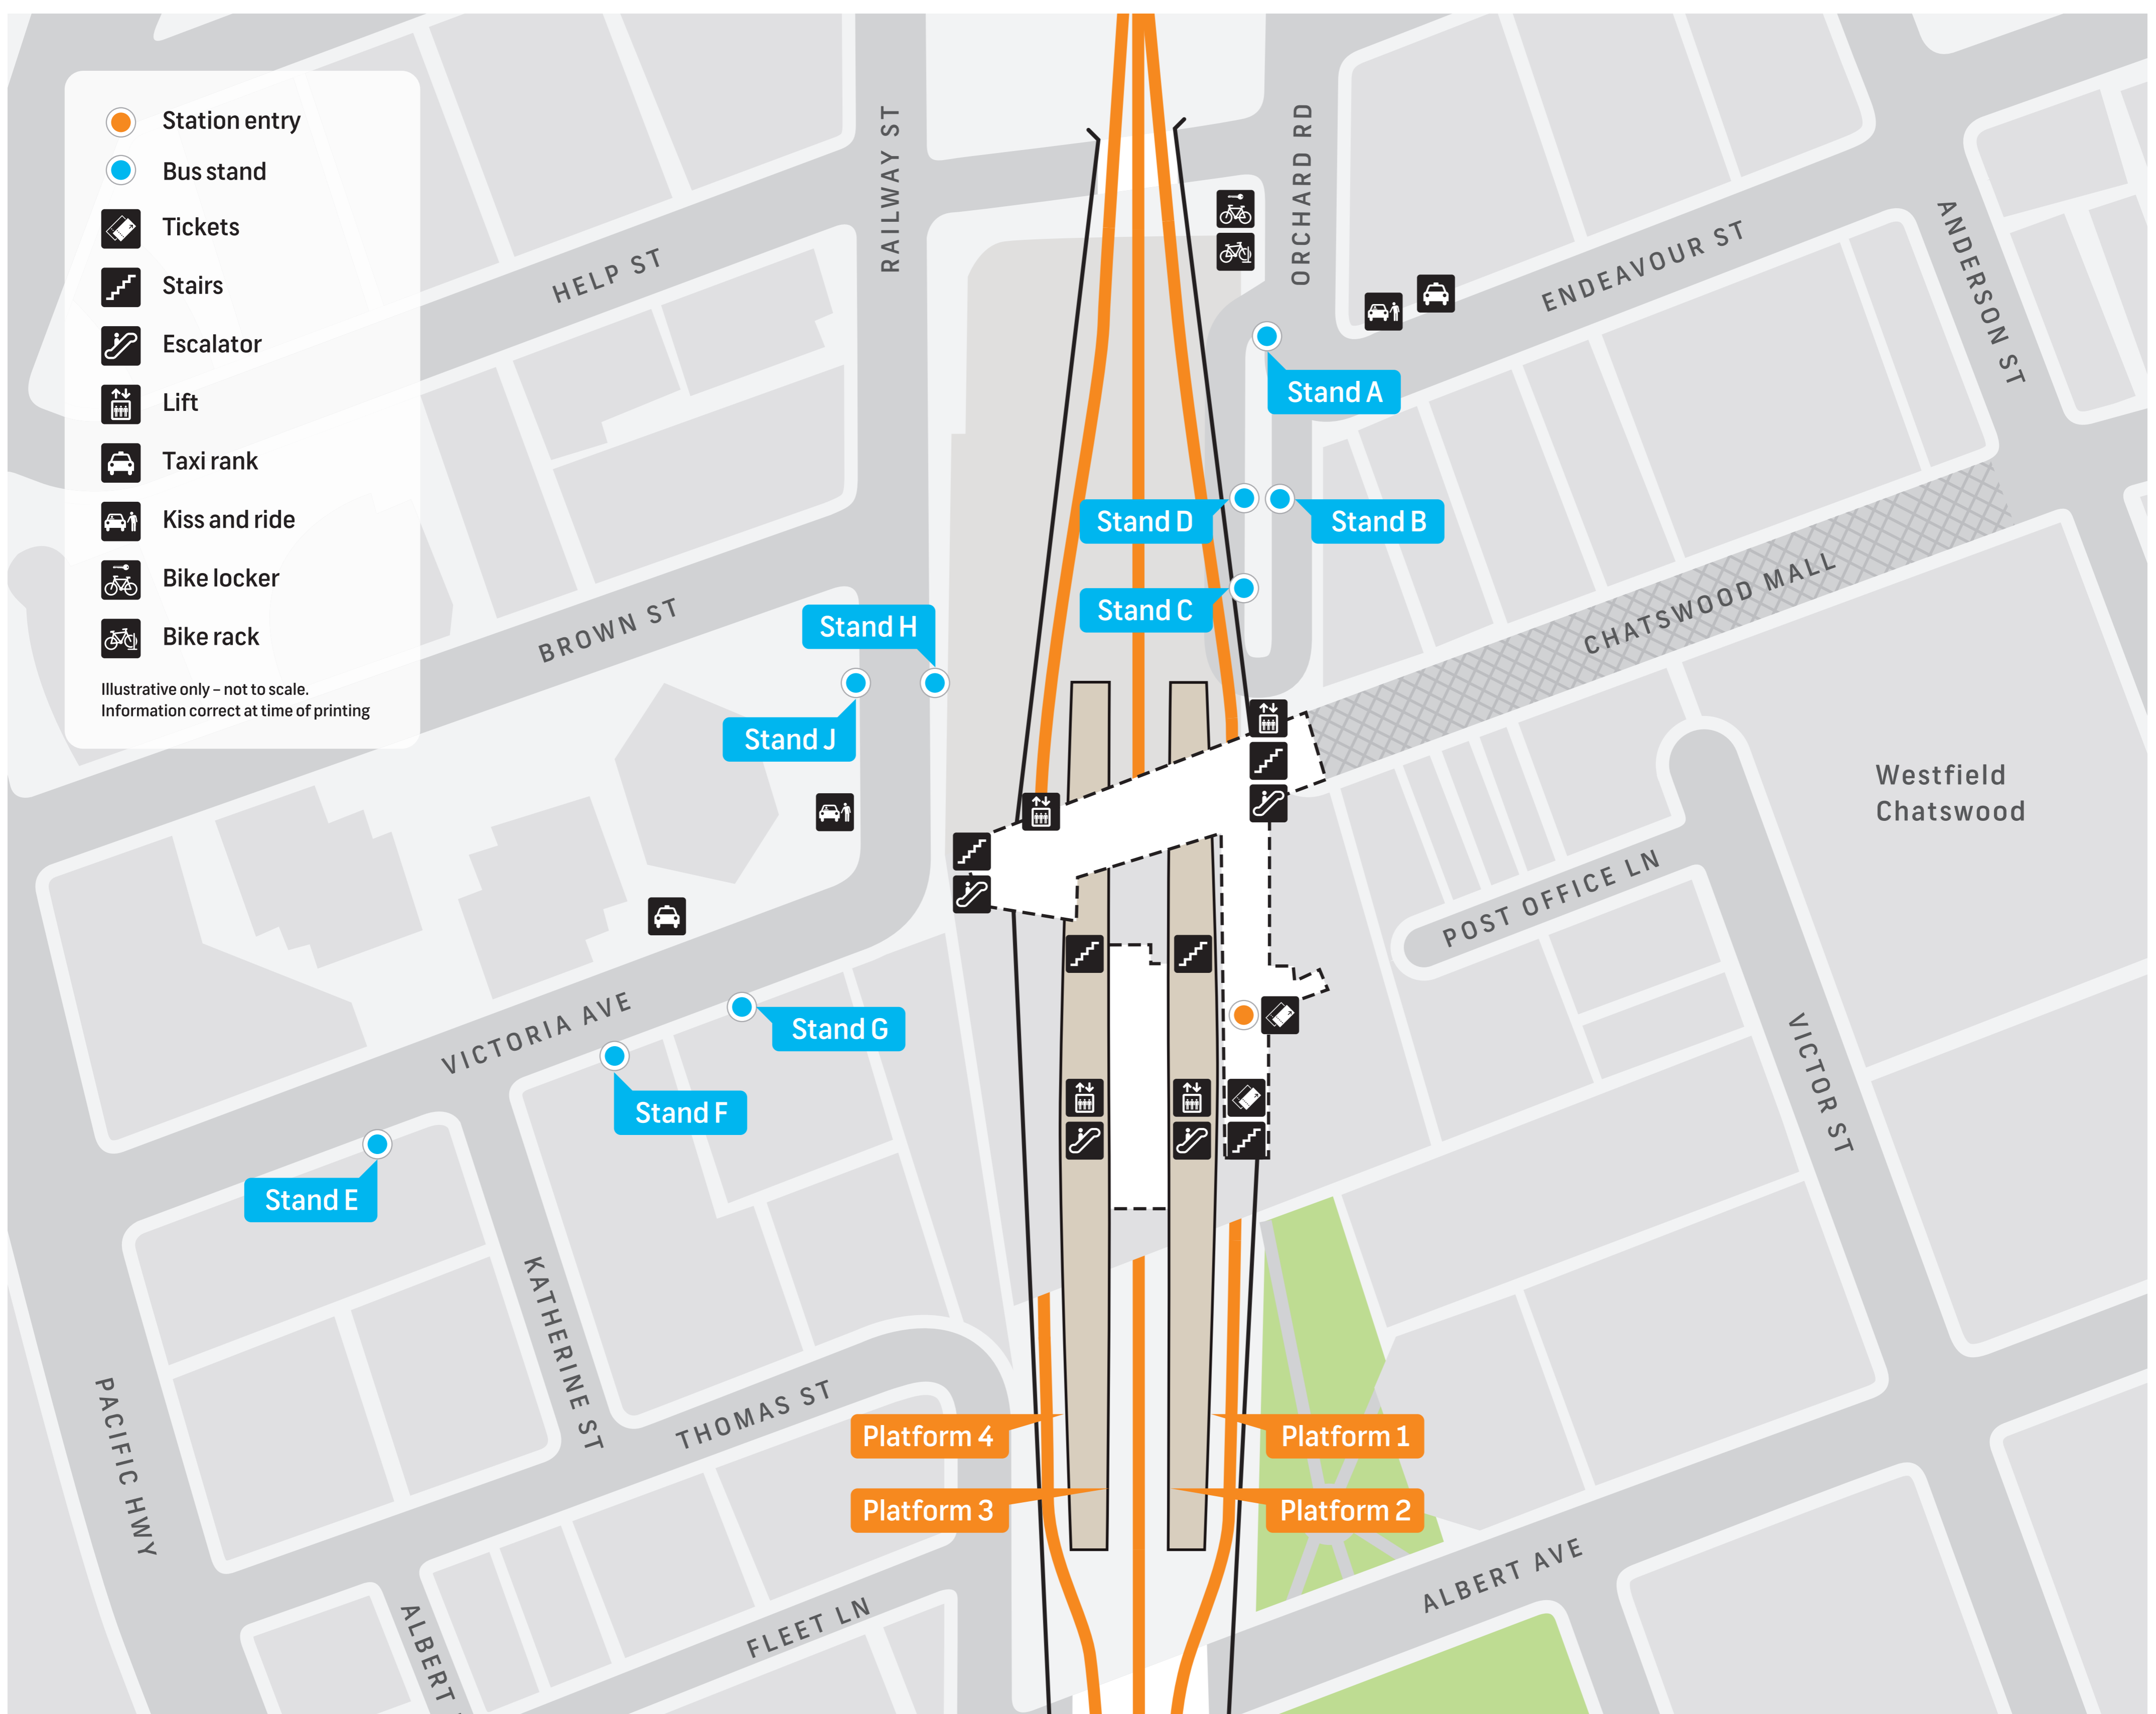 Station entry
Bus stand
Tickets
Stairs
Escalator
Lift
Taxi rank
Kiss and ride
Bike locker
Bike rack
Illustrative only – not to scale.
Information correct at time of printing
RAILWAY ST
ORCHARD RD
HELP ST
ENDEAVOUR ST
ANDERSON ST
Stand A
Stand D
Stand B
Stand C
CHATSWOOD MALL
BROWN ST
Stand H
Stand J
Westfield
Chatswood
POST OFFICE LN
VICTORIA AVE
Stand G
Stand F
Stand E
VICTOR ST
KATHERINE ST
THOMAS ST
PACIFIC HWY
Platform 4
Platform 1
Platform 3
Platform 2
ALBERT AVE
FLEET LN
ALBERT